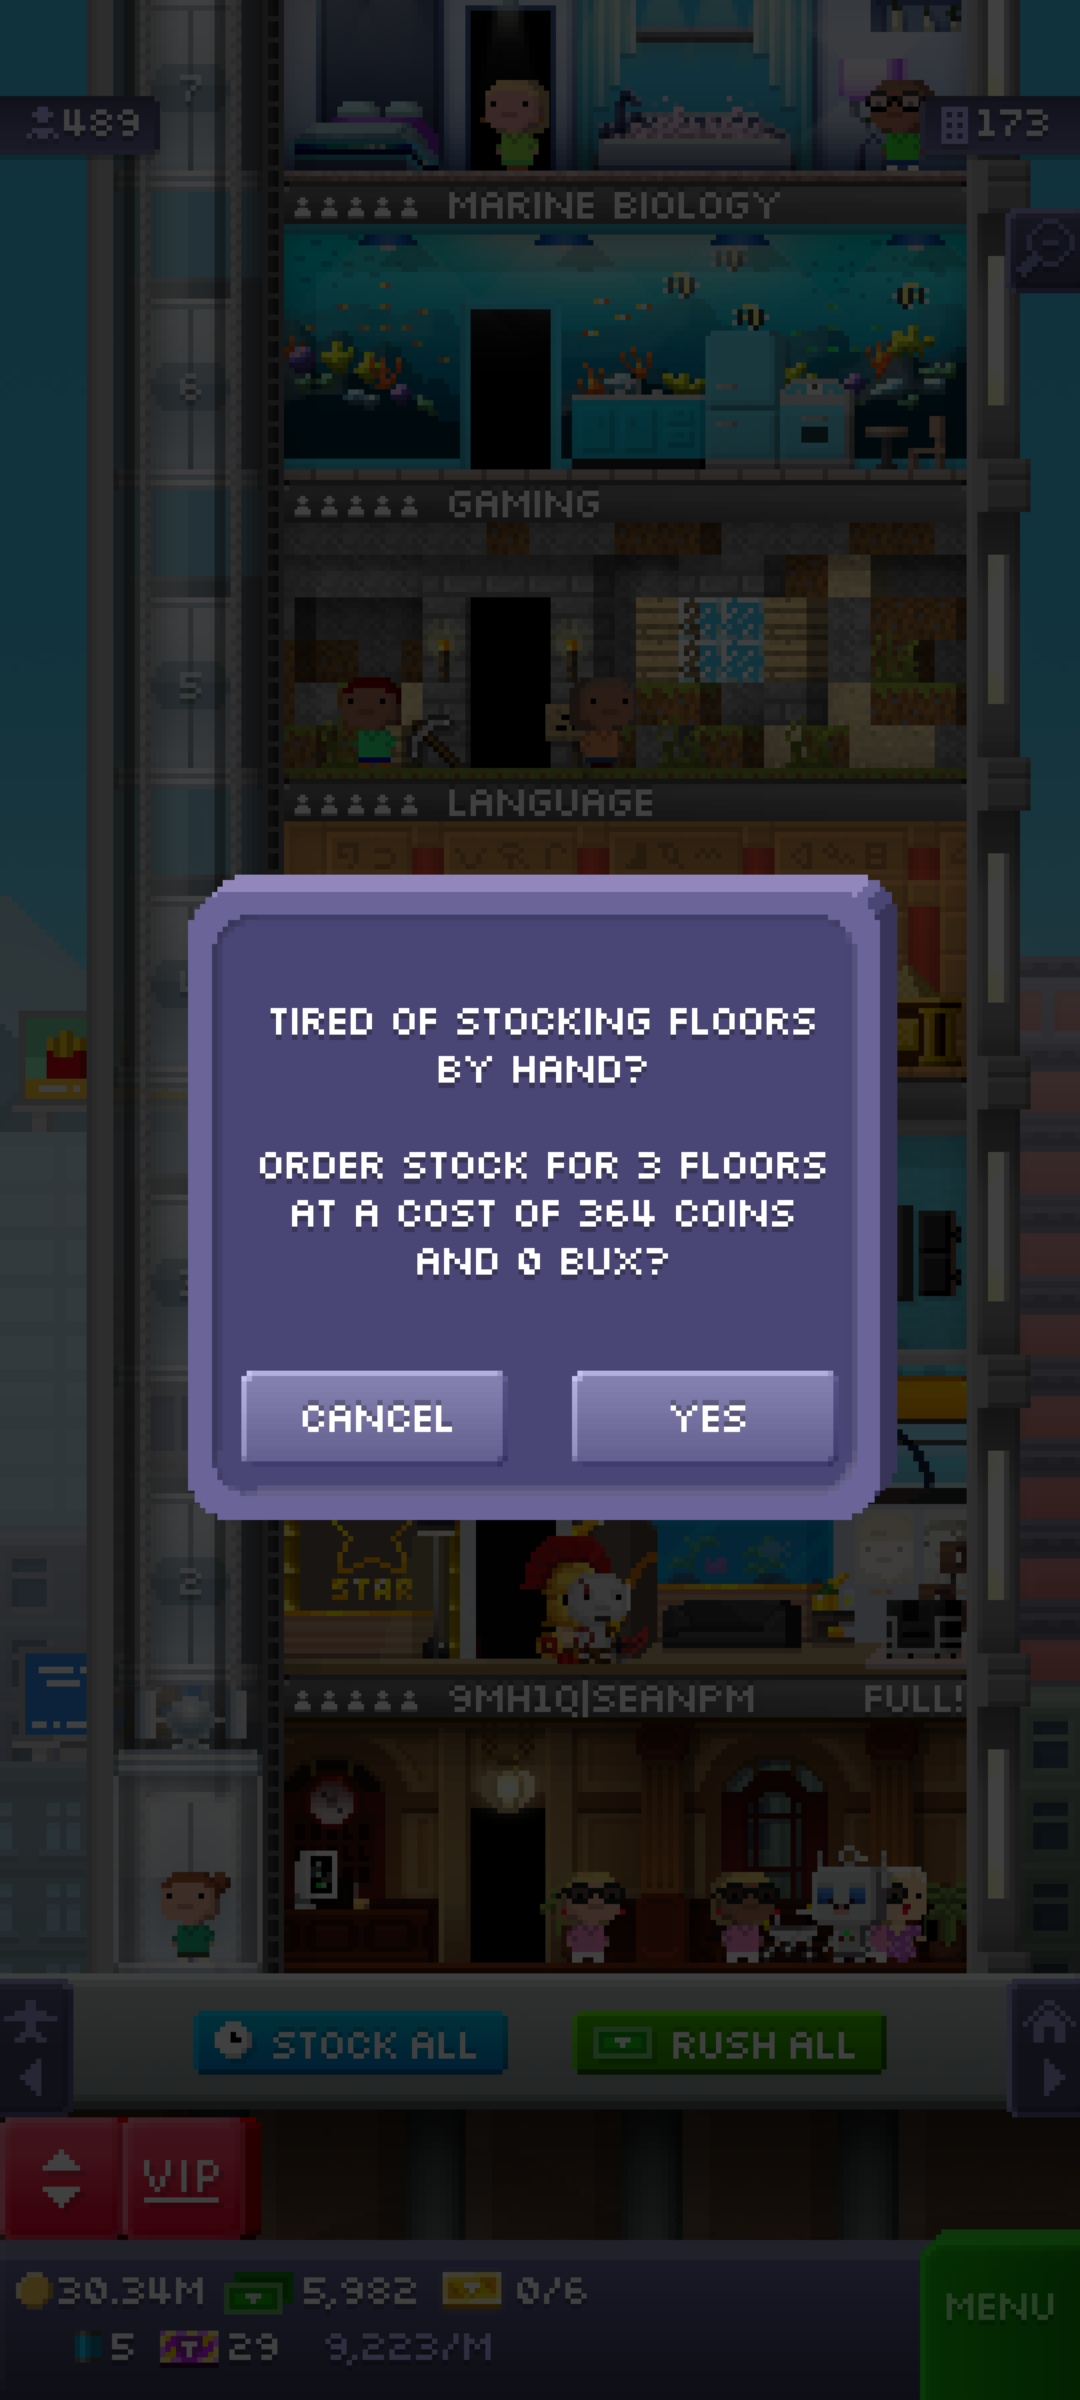 7
489
173
MARINE BIOLOGY
6
GAMING
5
LANGUAGE
TIRED OF STOCKING FLOORS
BY HAND?
ORDER STOCK FOR 3 FLOORS
AT A COST OF 364 COINS
AND 0 BUX?
CANCEL
YES
2
STAR
9MH1Q|SEANPM
FULL!
STOCK ALL
RUSH ALL
VIP
30.34M
5,982
0/6
MENU
5
29
9,223/M